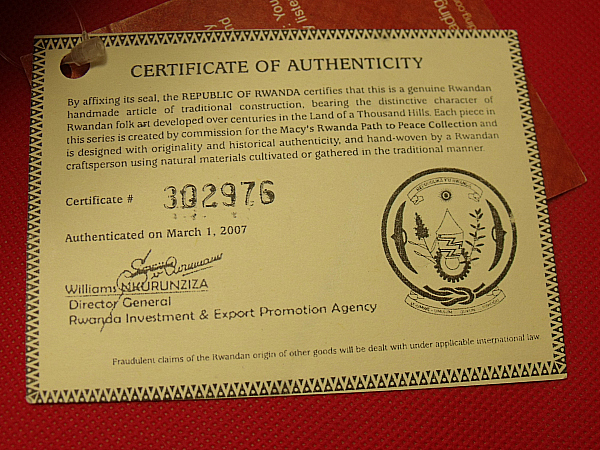 CERTIFICATE OF AUTHENTICITY
By affixing its seal, the REPUBLIC OF RWANDA certifies that this is a genuine Rwandan
handmade article of traditional construction, bearing the distinctive character of
Rwandan folk art developed over centuries in the Land of a Thousand Hills. Each piece in
this series is created by commission for the Macy's Rwanda Path to Peace Collection and
is designed with originality and historical authenticity, and hand-woven by a Rwandan
craftsperson using natural materials cultivated or gathered in the traditional manner.
Certificate # 302976
Authenticated on March 1, 2007
Williams NKURUNZIZA
Director General
Rwanda Investment & Export Promotion Agency
Fraudulent claims of the Rwandan origin of other goods will be dealt with under applicable international law